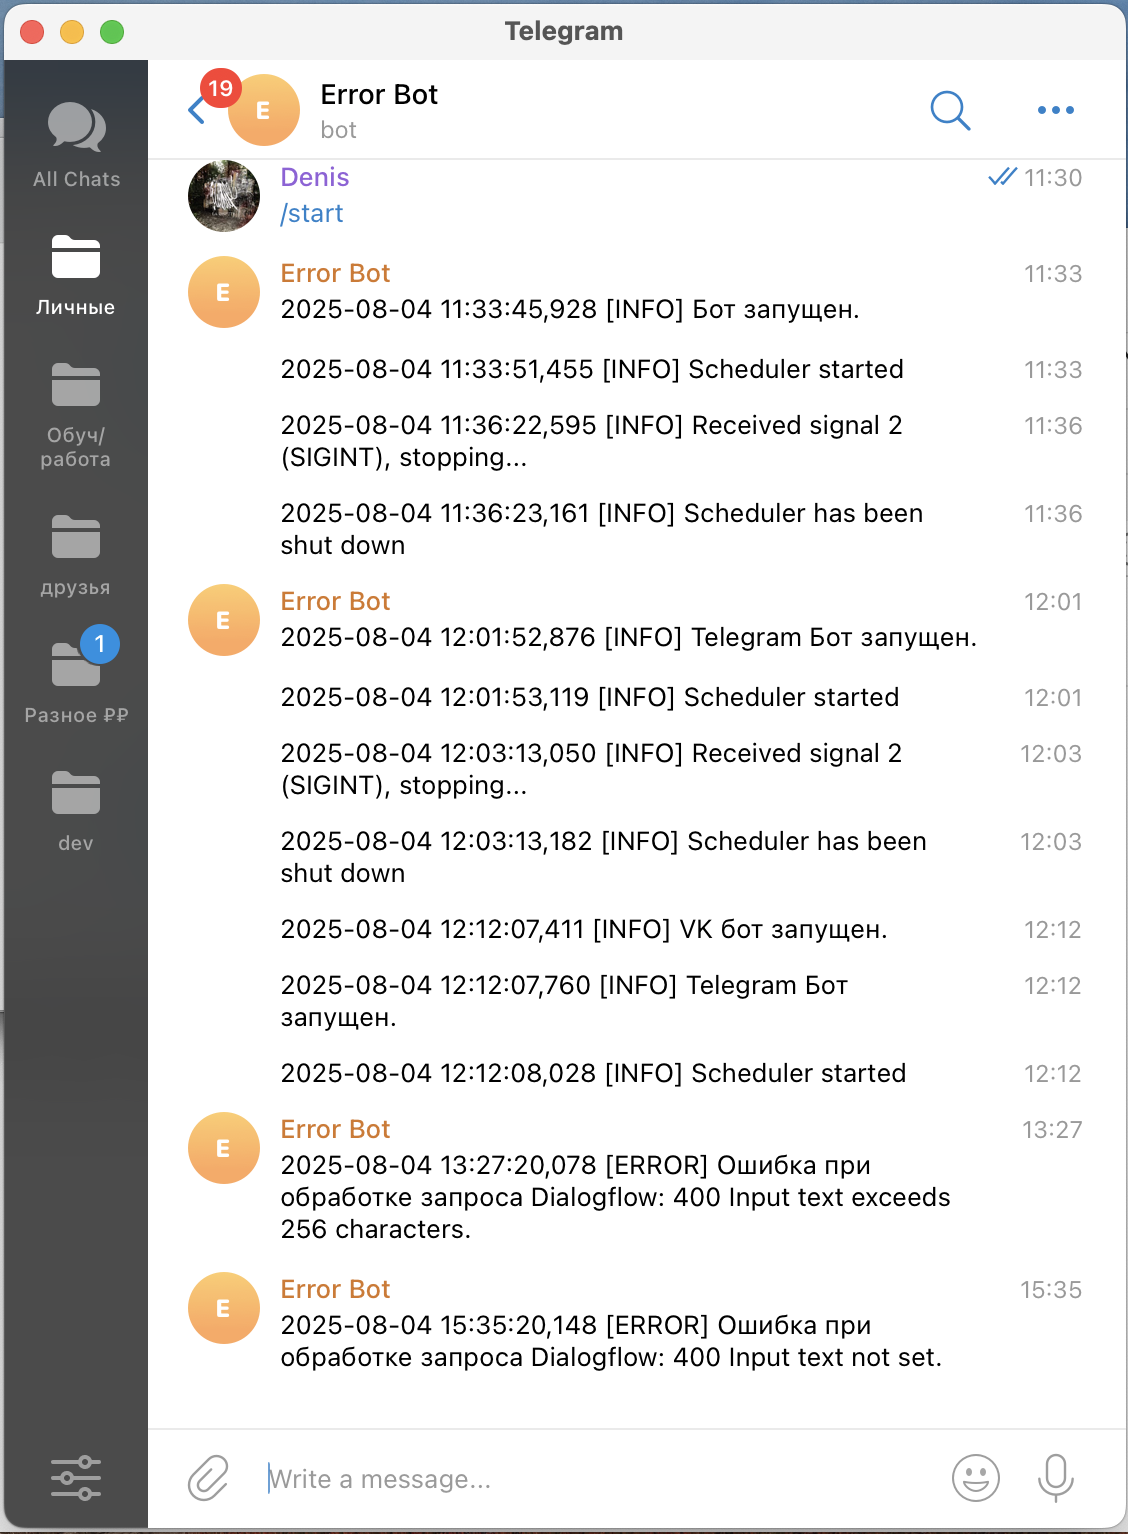 Telegram
All Chats
Личные
Обуч/
работа
друзья
1
Разное ₽₽
dev
19
E
Error Bot
bot
Denis
11:30
/start
E
Error Bot
11:33
2025-08-04 11:33:45,928 [INFO] Бот запущен.
2025-08-04 11:33:51,455 [INFO] Scheduler started
11:33
2025-08-04 11:36:22,595 [INFO] Received signal 2
11:36
(SIGINT), stopping...
2025-08-04 11:36:23,161 [INFO] Scheduler has been
11:36
shut down
E
Error Bot
12:01
2025-08-04 12:01:52,876 [INFO] Telegram Бот запущен.
2025-08-04 12:01:53,119 [INFO] Scheduler started
12:01
2025-08-04 12:03:13,050 [INFO] Received signal 2
12:03
(SIGINT), stopping...
2025-08-04 12:03:13,182 [INFO] Scheduler has been
12:03
shut down
2025-08-04 12:12:07,411 [INFO] VK бот запущен.
12:12
2025-08-04 12:12:07,760 [INFO] Telegram Бот
12:12
запущен.
2025-08-04 12:12:08,028 [INFO] Scheduler started
12:12
E
Error Bot
13:27
2025-08-04 13:27:20,078 [ERROR] Ошибка при
обработке запроса Dialogflow: 400 Input text exceeds
256 characters.
E
Error Bot
15:35
2025-08-04 15:35:20,148 [ERROR] Ошибка при
обработке запроса Dialogflow: 400 Input text not set.
Write a message...